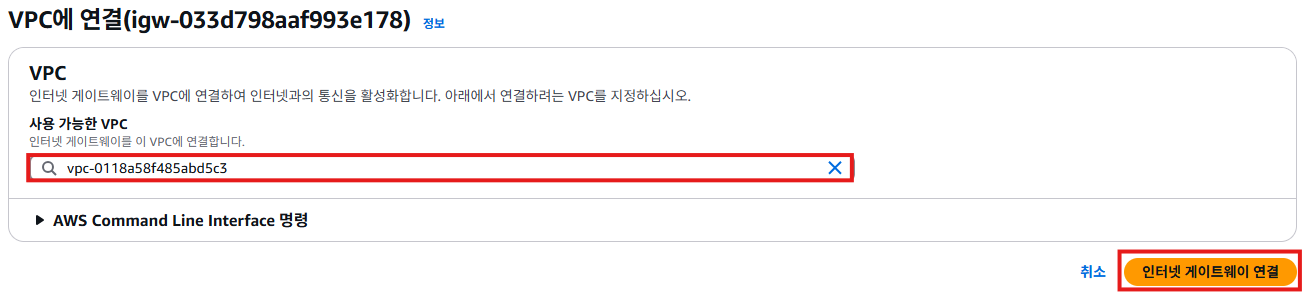 VPC에 연결(igw-033d798aaf993e178) 정보
VPC
인터넷 게이트웨이를 VPC에 연결하여 인터넷과의 통신을 활성화합니다. 아래에서 연결하려는 VPC를 지정하십시오.
사용 가능한 VPC
인터넷 게이트웨이를 이 VPC에 연결합니다.
vpc-0118a58f485abd5c3
AWS Command Line Interface 명령
취소 인터넷 게이트웨이 연결